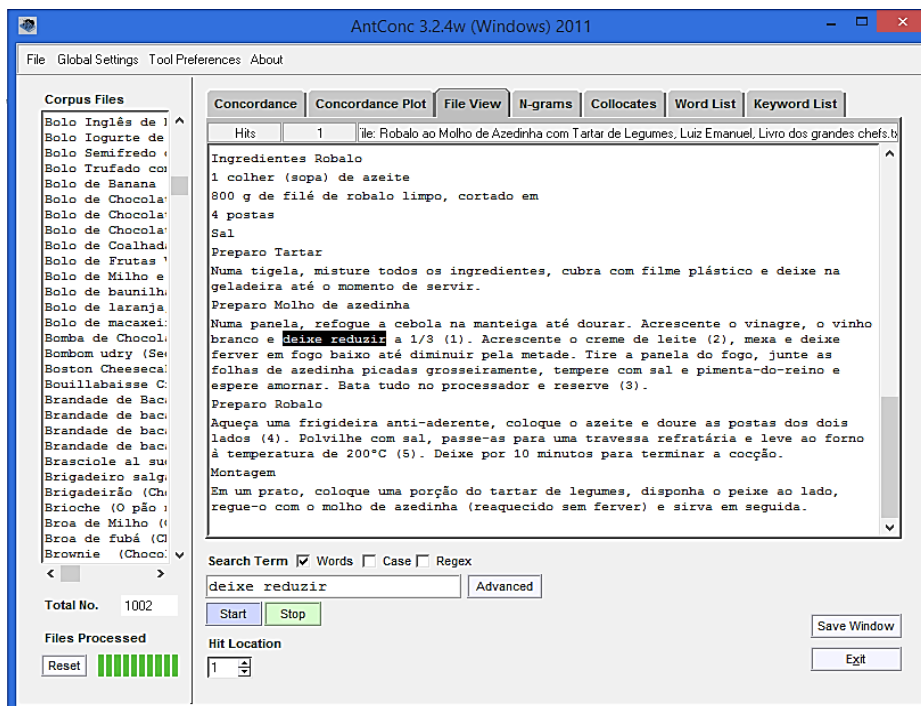 AntConc 3.2.4w (Windows) 2011
File Global Settings Tool Preferences About
Corpus Files
Bolo Inglês de
Bolo Iogurte de
Bolo Semifredo
Bolo Trufado
Bolo de Banana
Bolo de Chocola
Bolo de Chocola
Bolo de Chocola
Bolo de Coalhad
Bolo de Frutas
Bolo de Milho e
Bolo de baunilh
Bolo de laranja
Bolo de macaxei
Bomba de Chocol
Bombom udry (Se
Boston Cheeseca
Bouillabaisse C
Brandade de Bac
Brandade de bac
Brandade de bac
Brandade de bac
Brasciole al su
Brigadeiro salg
Brigadeirão (Ch
Brioche (O pão
Broa de Milho (
Broa de fubá (C
Brownie (Choco
Total No. 1002
Files Processed
Reset
Concordance Concordance Plot File View N-grams Collocates Word List Keyword List
Hits 1 File: Robalo ao Molho de Azedinha com Tartar de Legumes, Luiz Emanuel, Livro dos grandes chefs.tx
Ingredientes Robalo
1 colher (sopa) de azeite
800 g de filé de robalo limpo, cortado em
4 postas
Sal
Preparo Tartar
Numa tigela, misture todos os ingredientes, cubra com filme plástico e deixe na
geladeira até o momento de servir.
Preparo Molho de azedinha
Numa panela, refogue a cebola na manteiga até dourar. Acrescente o vinagre, o vinho
branco e deixe reduzir a 1/3 (1). Acrescente o creme de leite (2), mexa e deixe
ferver em fogo baixo até diminuir pela metade. Tire a panela do fogo, junte as
folhas de azedinha picadas grosseiramente, tempere com sal e pimenta-do-reino e
espere amornar. Bata tudo no processador e reserve (3).
Preparo Robalo
Aqueça uma frigideira anti-aderente, coloque o azeite e doure as postas dos dois
lados (4). Polvilhe com sal, passe-as para uma travessa refratária e leve ao forno
à temperatura de 200°C (5). Deixe por 10 minutos para terminar a cocção.
Montagem
Em um prato, coloque uma porção do tartar de legumes, disponha o peixe ao lado,
regue-o com o molho de azedinha (reaquecido sem ferver) e sirva em seguida.
Search Term Words Case Regex
deixe reduzir Advanced
Start Stop
Hit Location
1
Save Window
Exit